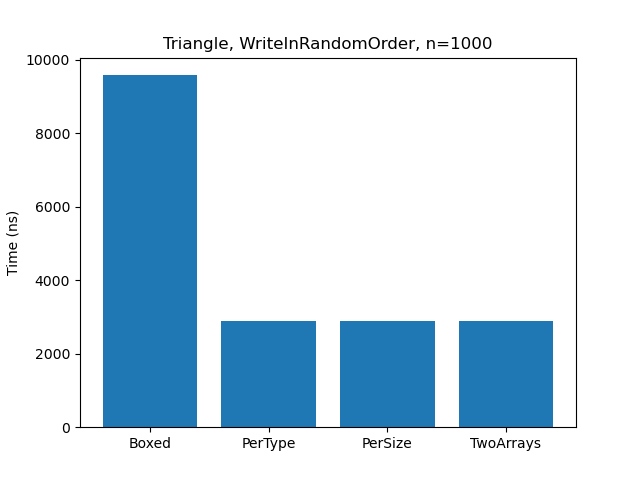 Triangle, WriteInRandomOrder, n=1000
10000
8000
6000
4000
2000
0
Time (ns)
Boxed PerType PerSize TwoArrays